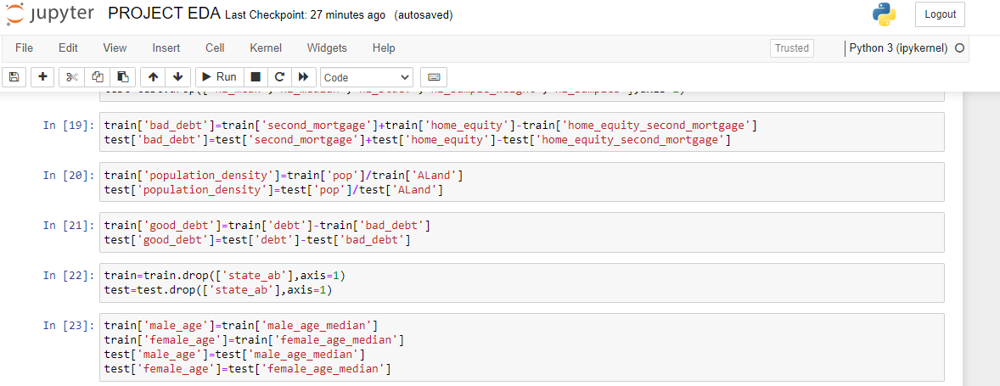 jupyter PROJECT EDA Last Checkpoint: 27 minutes ago (autosaved)
Logout
File Edit View Insert Cell Kernel Widgets Help
Trusted
Python 3 (ipykernel)
Run
Code
In [19]: train['bad_debt']=train['second_mortgage']+train['home_equity']-train['home_equity_second_mortgage']
test['bad_debt']=test['second_mortgage']+test['home_equity']-test['home_equity_second_mortgage']
In [20]: train['population_density']=train['pop']/train['ALand']
test['population_density']=test['pop']/test['ALand']
In [21]: train['good_debt']=train['debt']-train['bad_debt']
test['good_debt']=test['debt']-test['bad_debt']
In [22]: train=train.drop(['state_ab'],axis=1)
test=test.drop(['state_ab'],axis=1)
In [23]: train['male_age']=train['male_age_median']
train['female_age']=train['female_age_median']
test['male_age']=test['male_age_median']
test['female_age']=test['female_age_median']